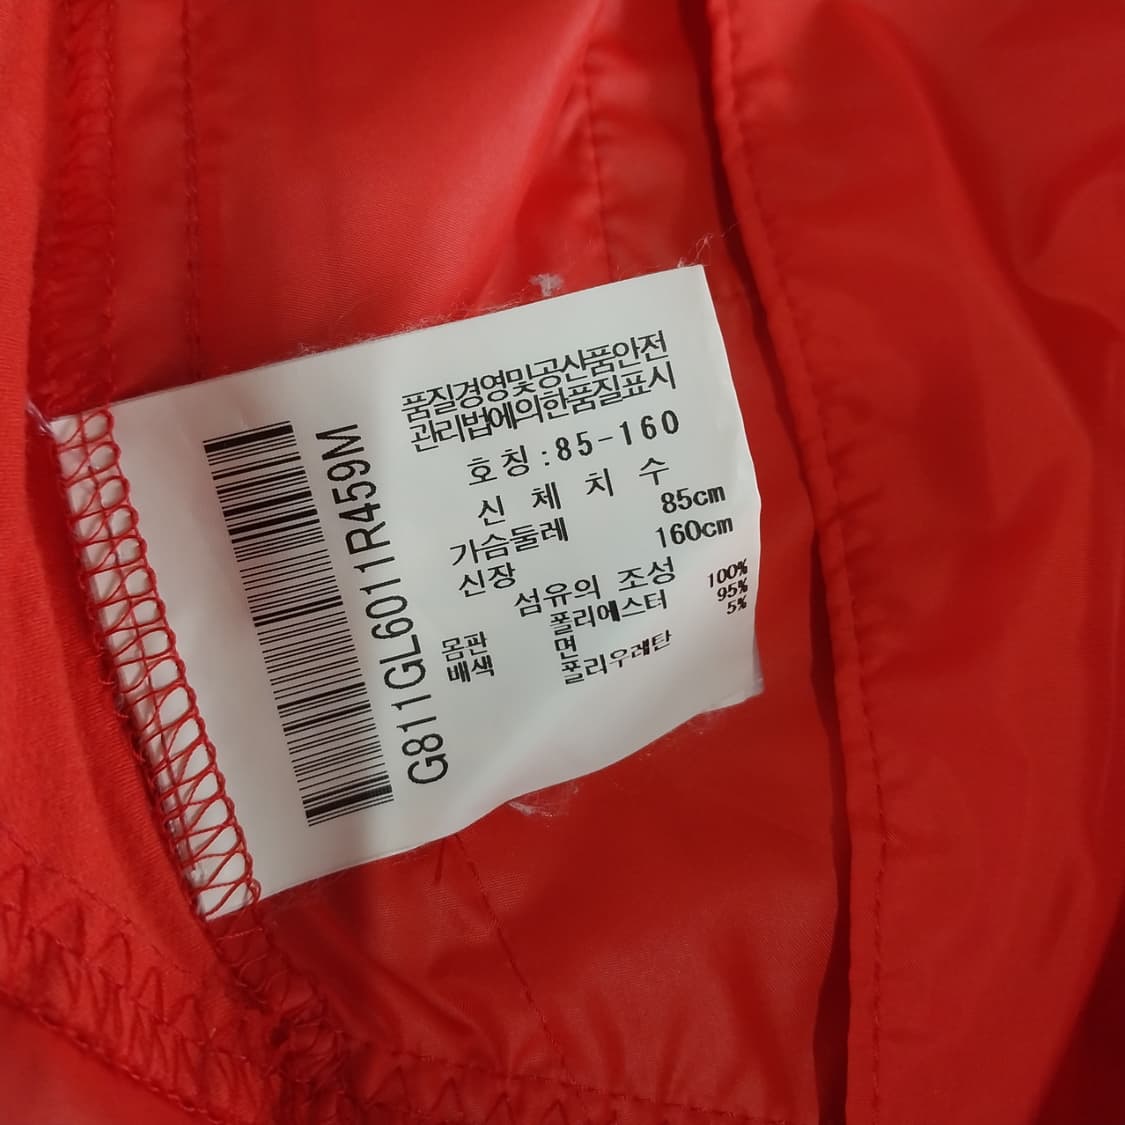 품질경영및공산품안전
관리법에의한품질표시
호칭:85-160
신 체 치 수
가슴둘레 85cm
신장 160cm
섬유의 조성
몸판 폴리에스터 100%
배색 면 95%
폴리우레탄 5%
G811GL6011R459M